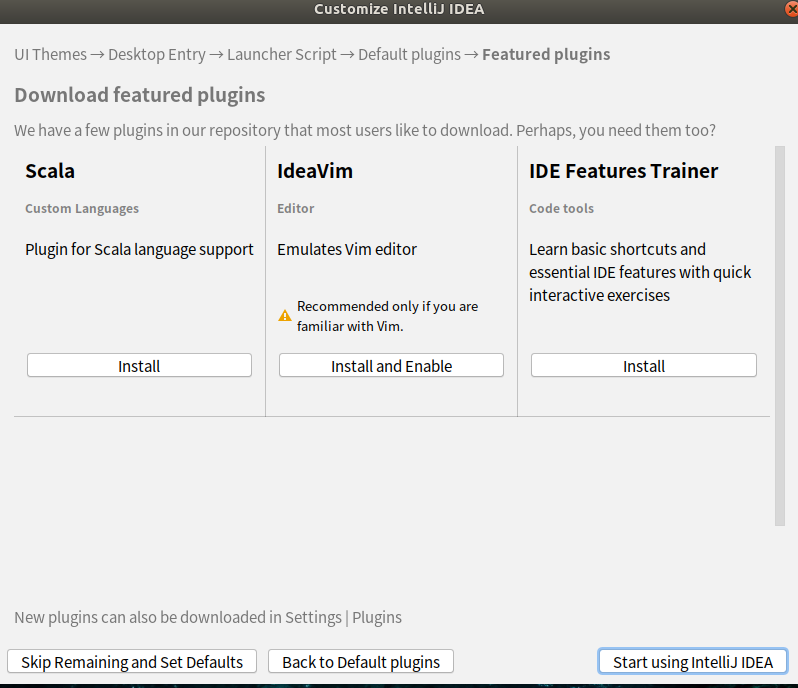 Customize IntelliJ IDEA
UI Themes → Desktop Entry → Launcher Script → Default plugins → Featured plugins
Download featured plugins
We have a few plugins in our repository that most users like to download. Perhaps, you need them too?
Scala
Custom Languages
Plugin for Scala language support
Install
IdeaVim
Editor
Emulates Vim editor
Recommended only if you are
familiar with Vim.
Install and Enable
IDE Features Trainer
Code tools
Learn basic shortcuts and
essential IDE features with quick
interactive exercises
Install
New plugins can also be downloaded in Settings | Plugins
Skip Remaining and Set Defaults
Back to Default plugins
Start using IntelliJ IDEA